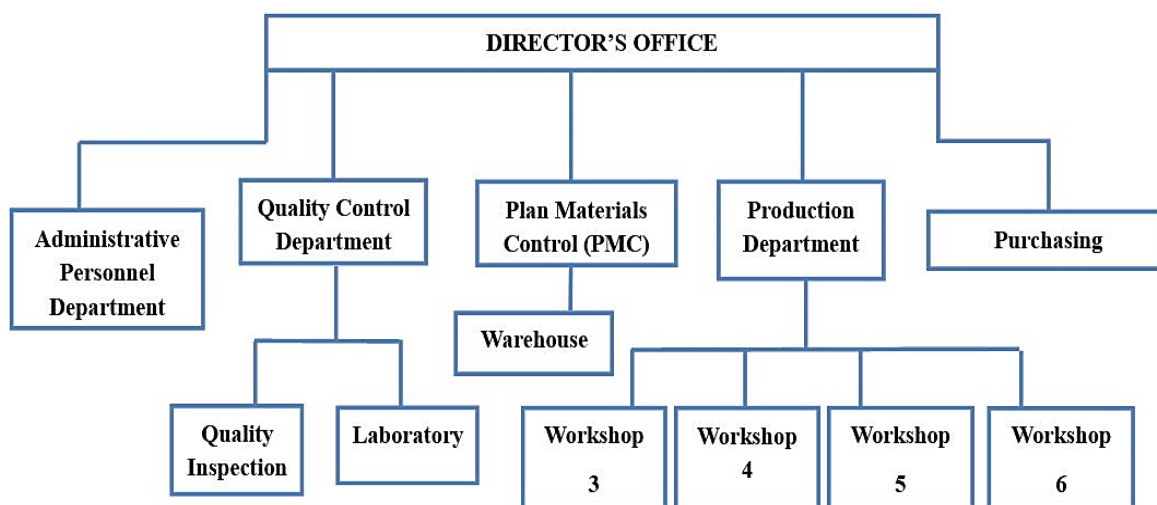 DIRECTOR'S OFFICE
Administrative
Personnel
Department
Quality Control
Department
Plan Materials
Control (PMC)
Production
Department
Purchasing
Warehouse
Quality
Inspection
Laboratory
Workshop
3
Workshop
4
Workshop
5
Workshop
6